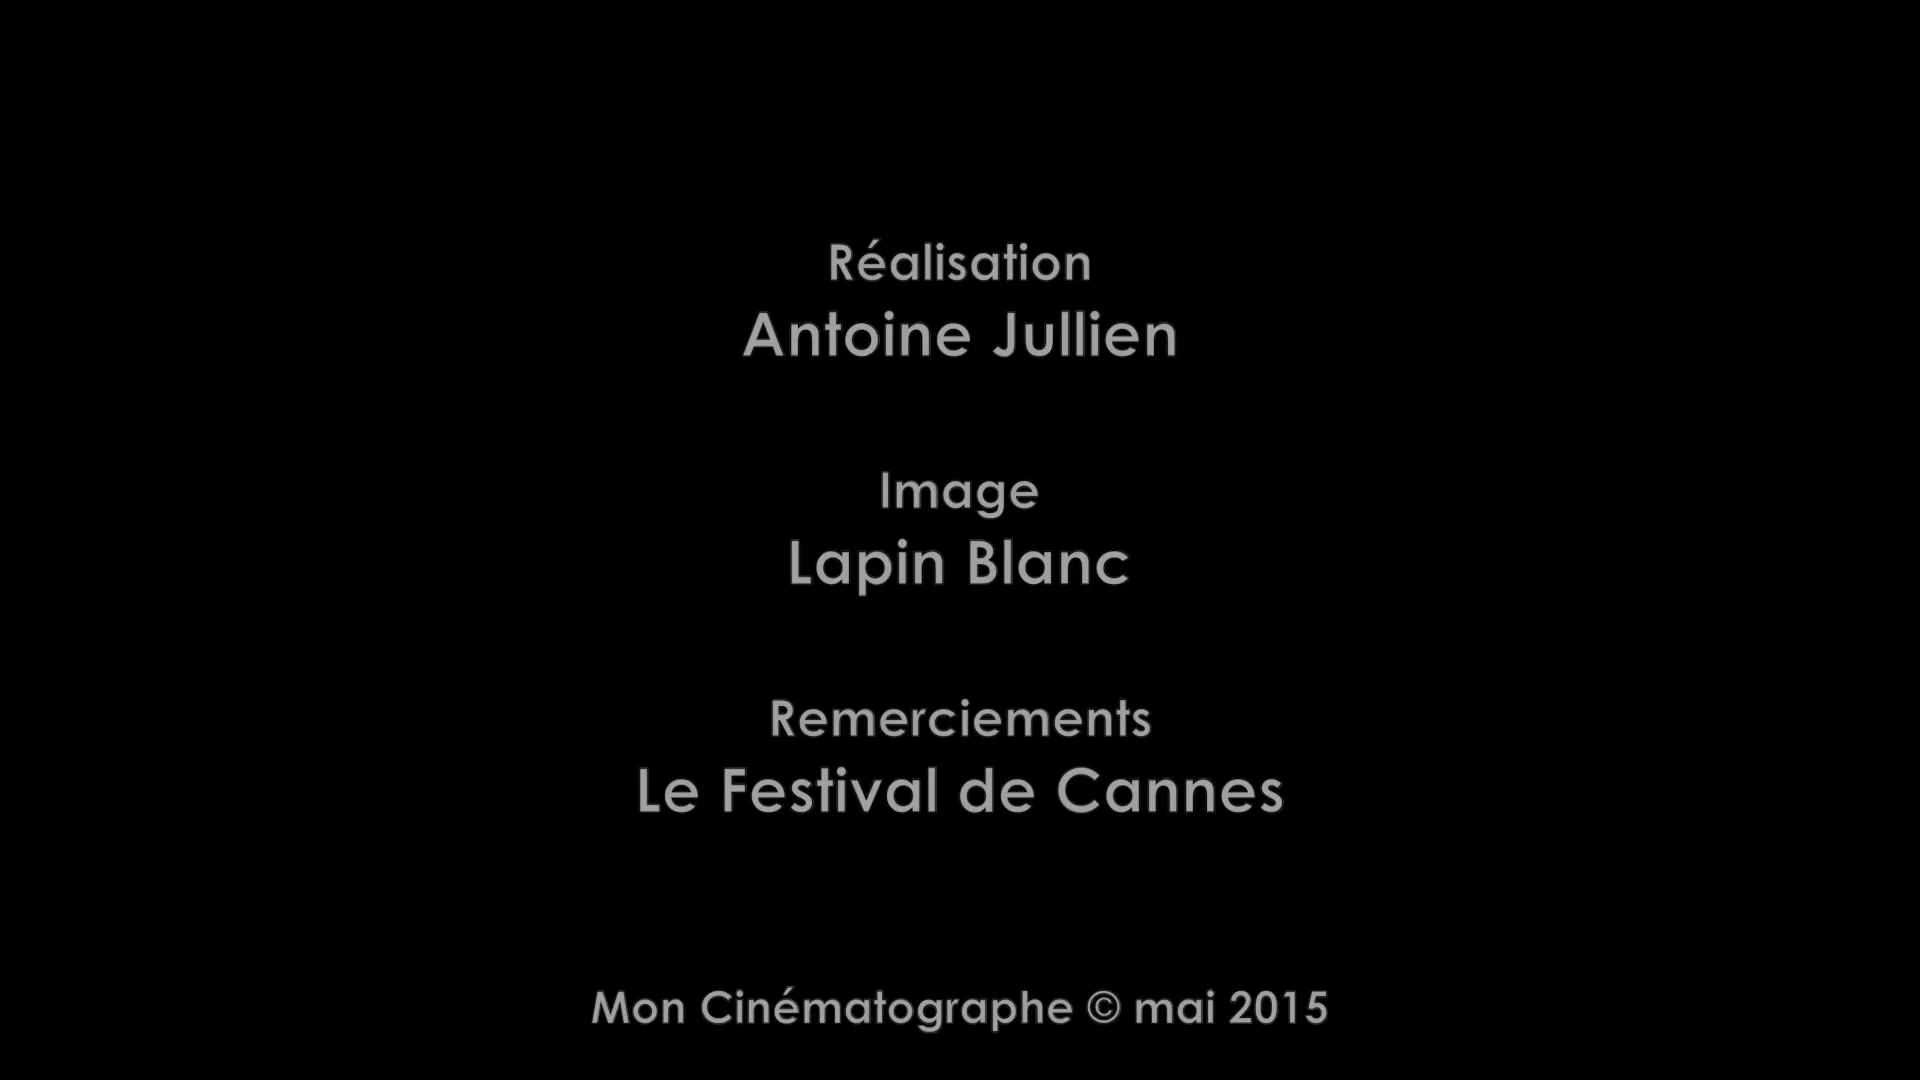 Réalisation
Antoine Jullien
Image
Lapin Blanc
Remerciements
Le Festival de Cannes
Mon Cinématographe © mai 2015